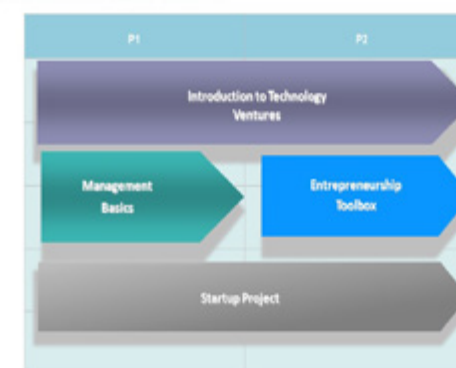 P1
P2
Introduction to Technology
Ventures
Management
Basics
Entrepreneurship
Toolbox
Startup Project